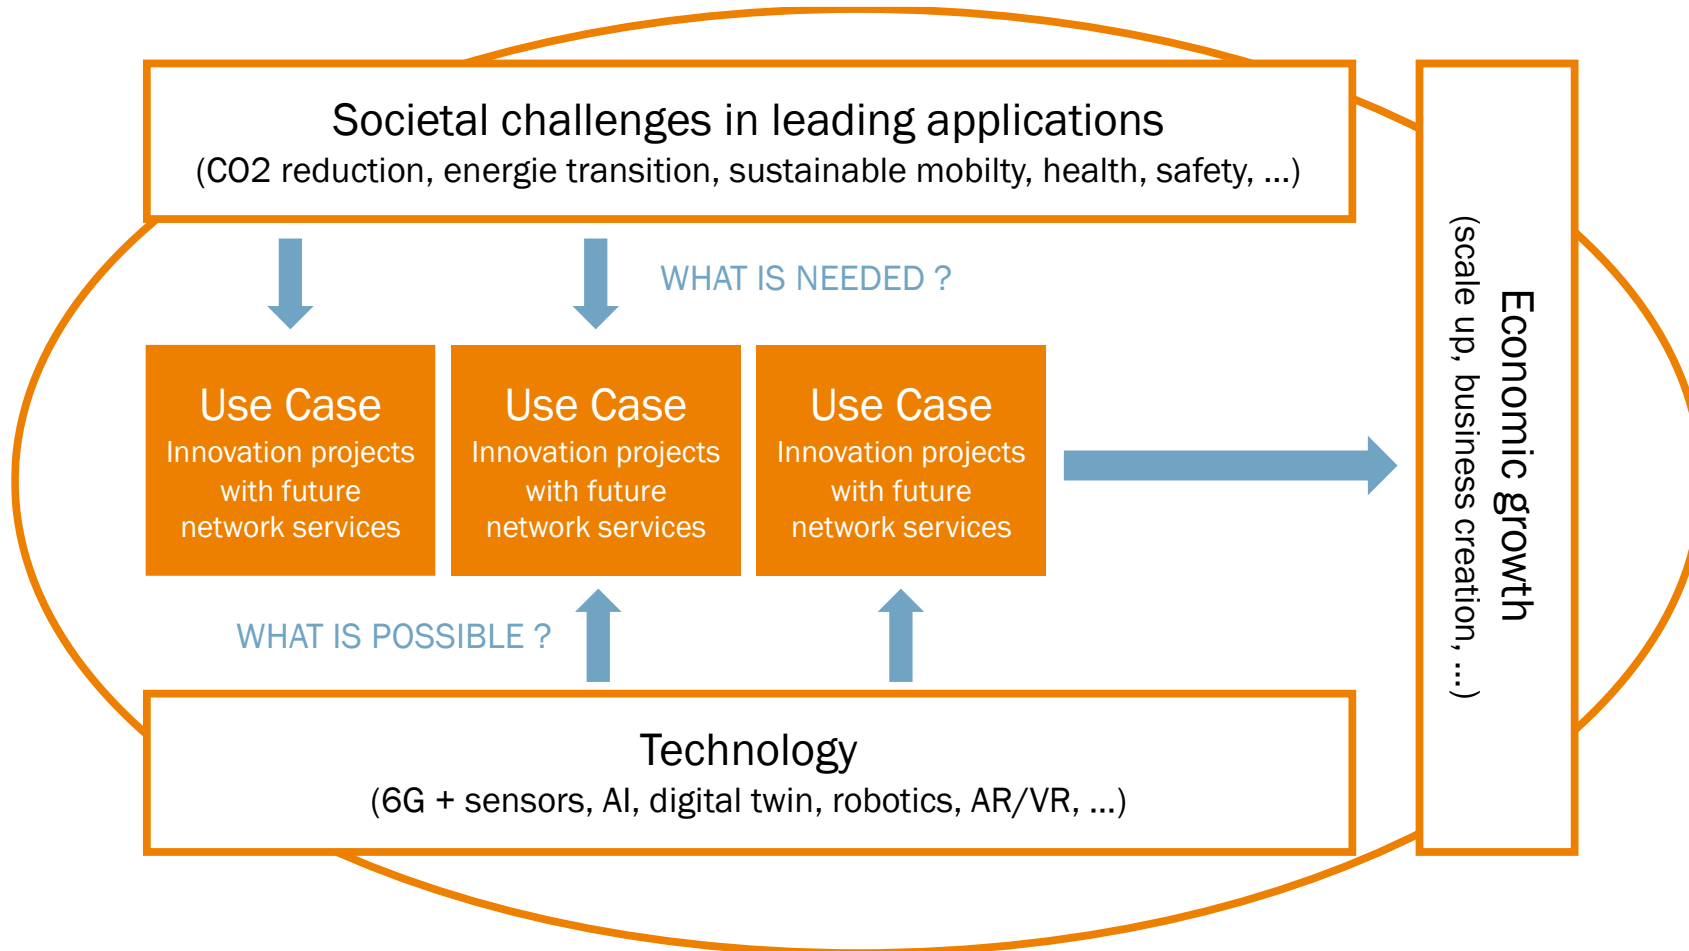 Societal challenges in leading applications
(CO2 reduction, energie transition, sustainable mobilty, health, safety, ...)
WHAT IS NEEDED ?
Use Case
Innovation projects
with future
network services
Use Case
Innovation projects
with future
network services
Use Case
Innovation projects
with future
network services
WHAT IS POSSIBLE ?
Technology
(6G + sensors, AI, digital twin, robotics, AR/VR, ...)
Economic growth
(scale up, business creation, ...)